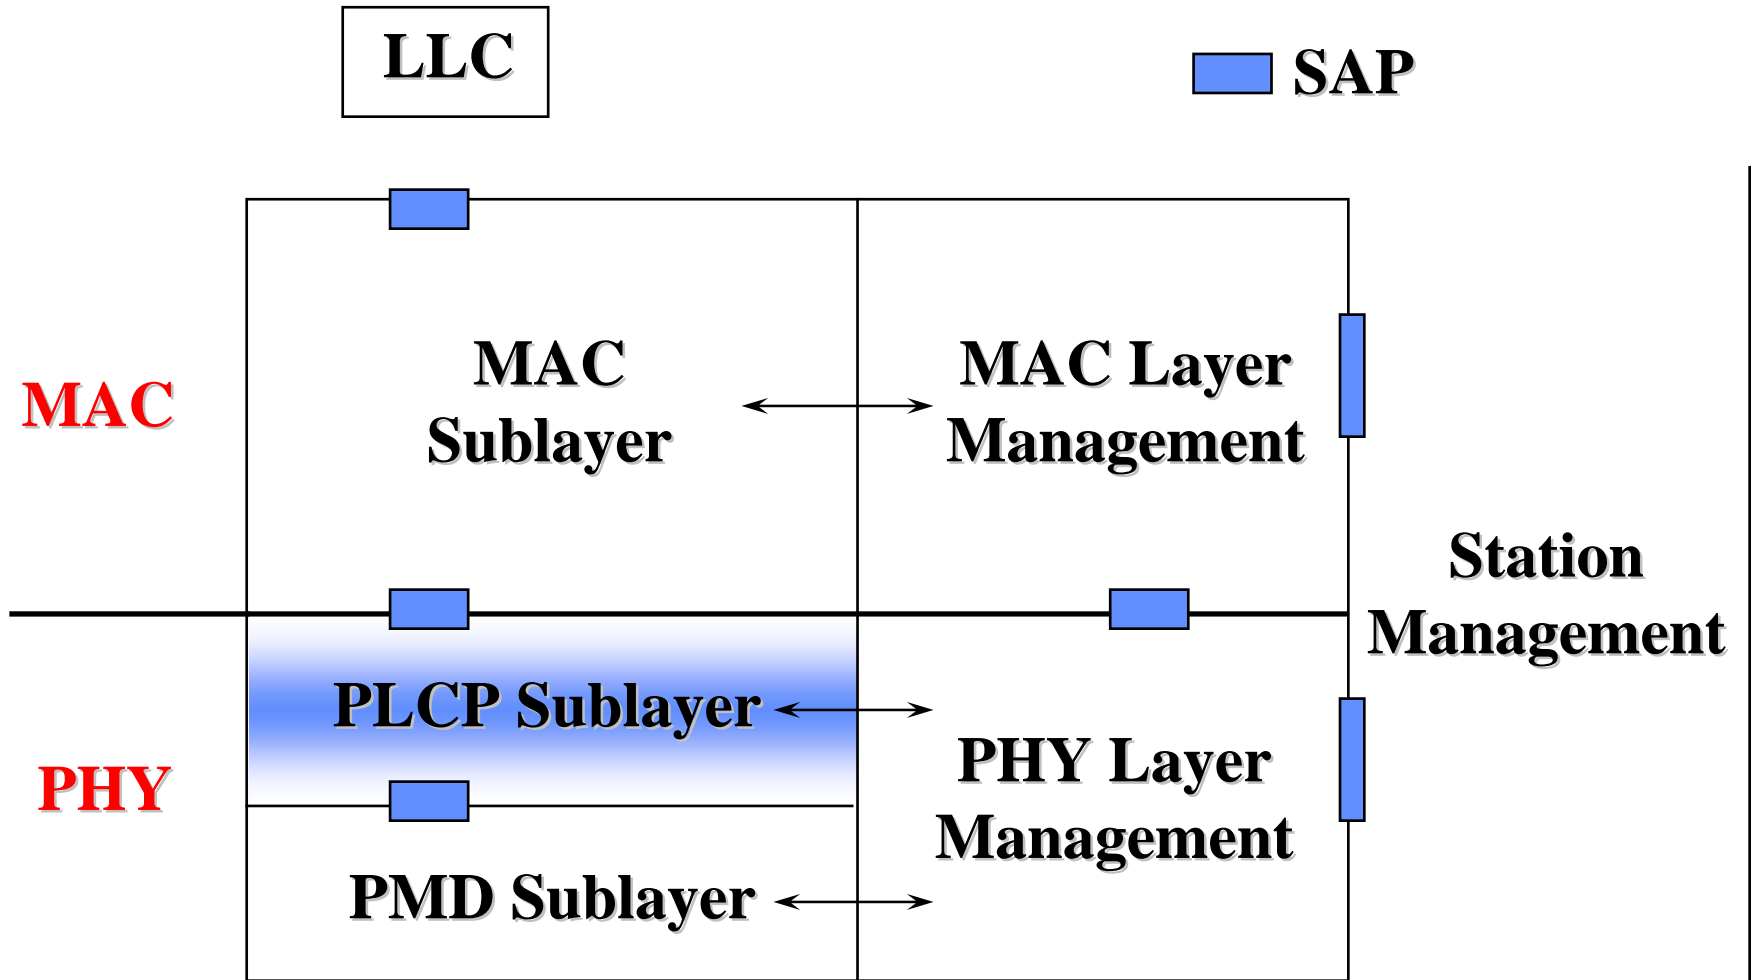 LLC
SAP
MAC
MAC
Sublayer
MAC Layer
Management
Station
Management
PHY
PLCP Sublayer
PHY Layer
Management
PMD Sublayer